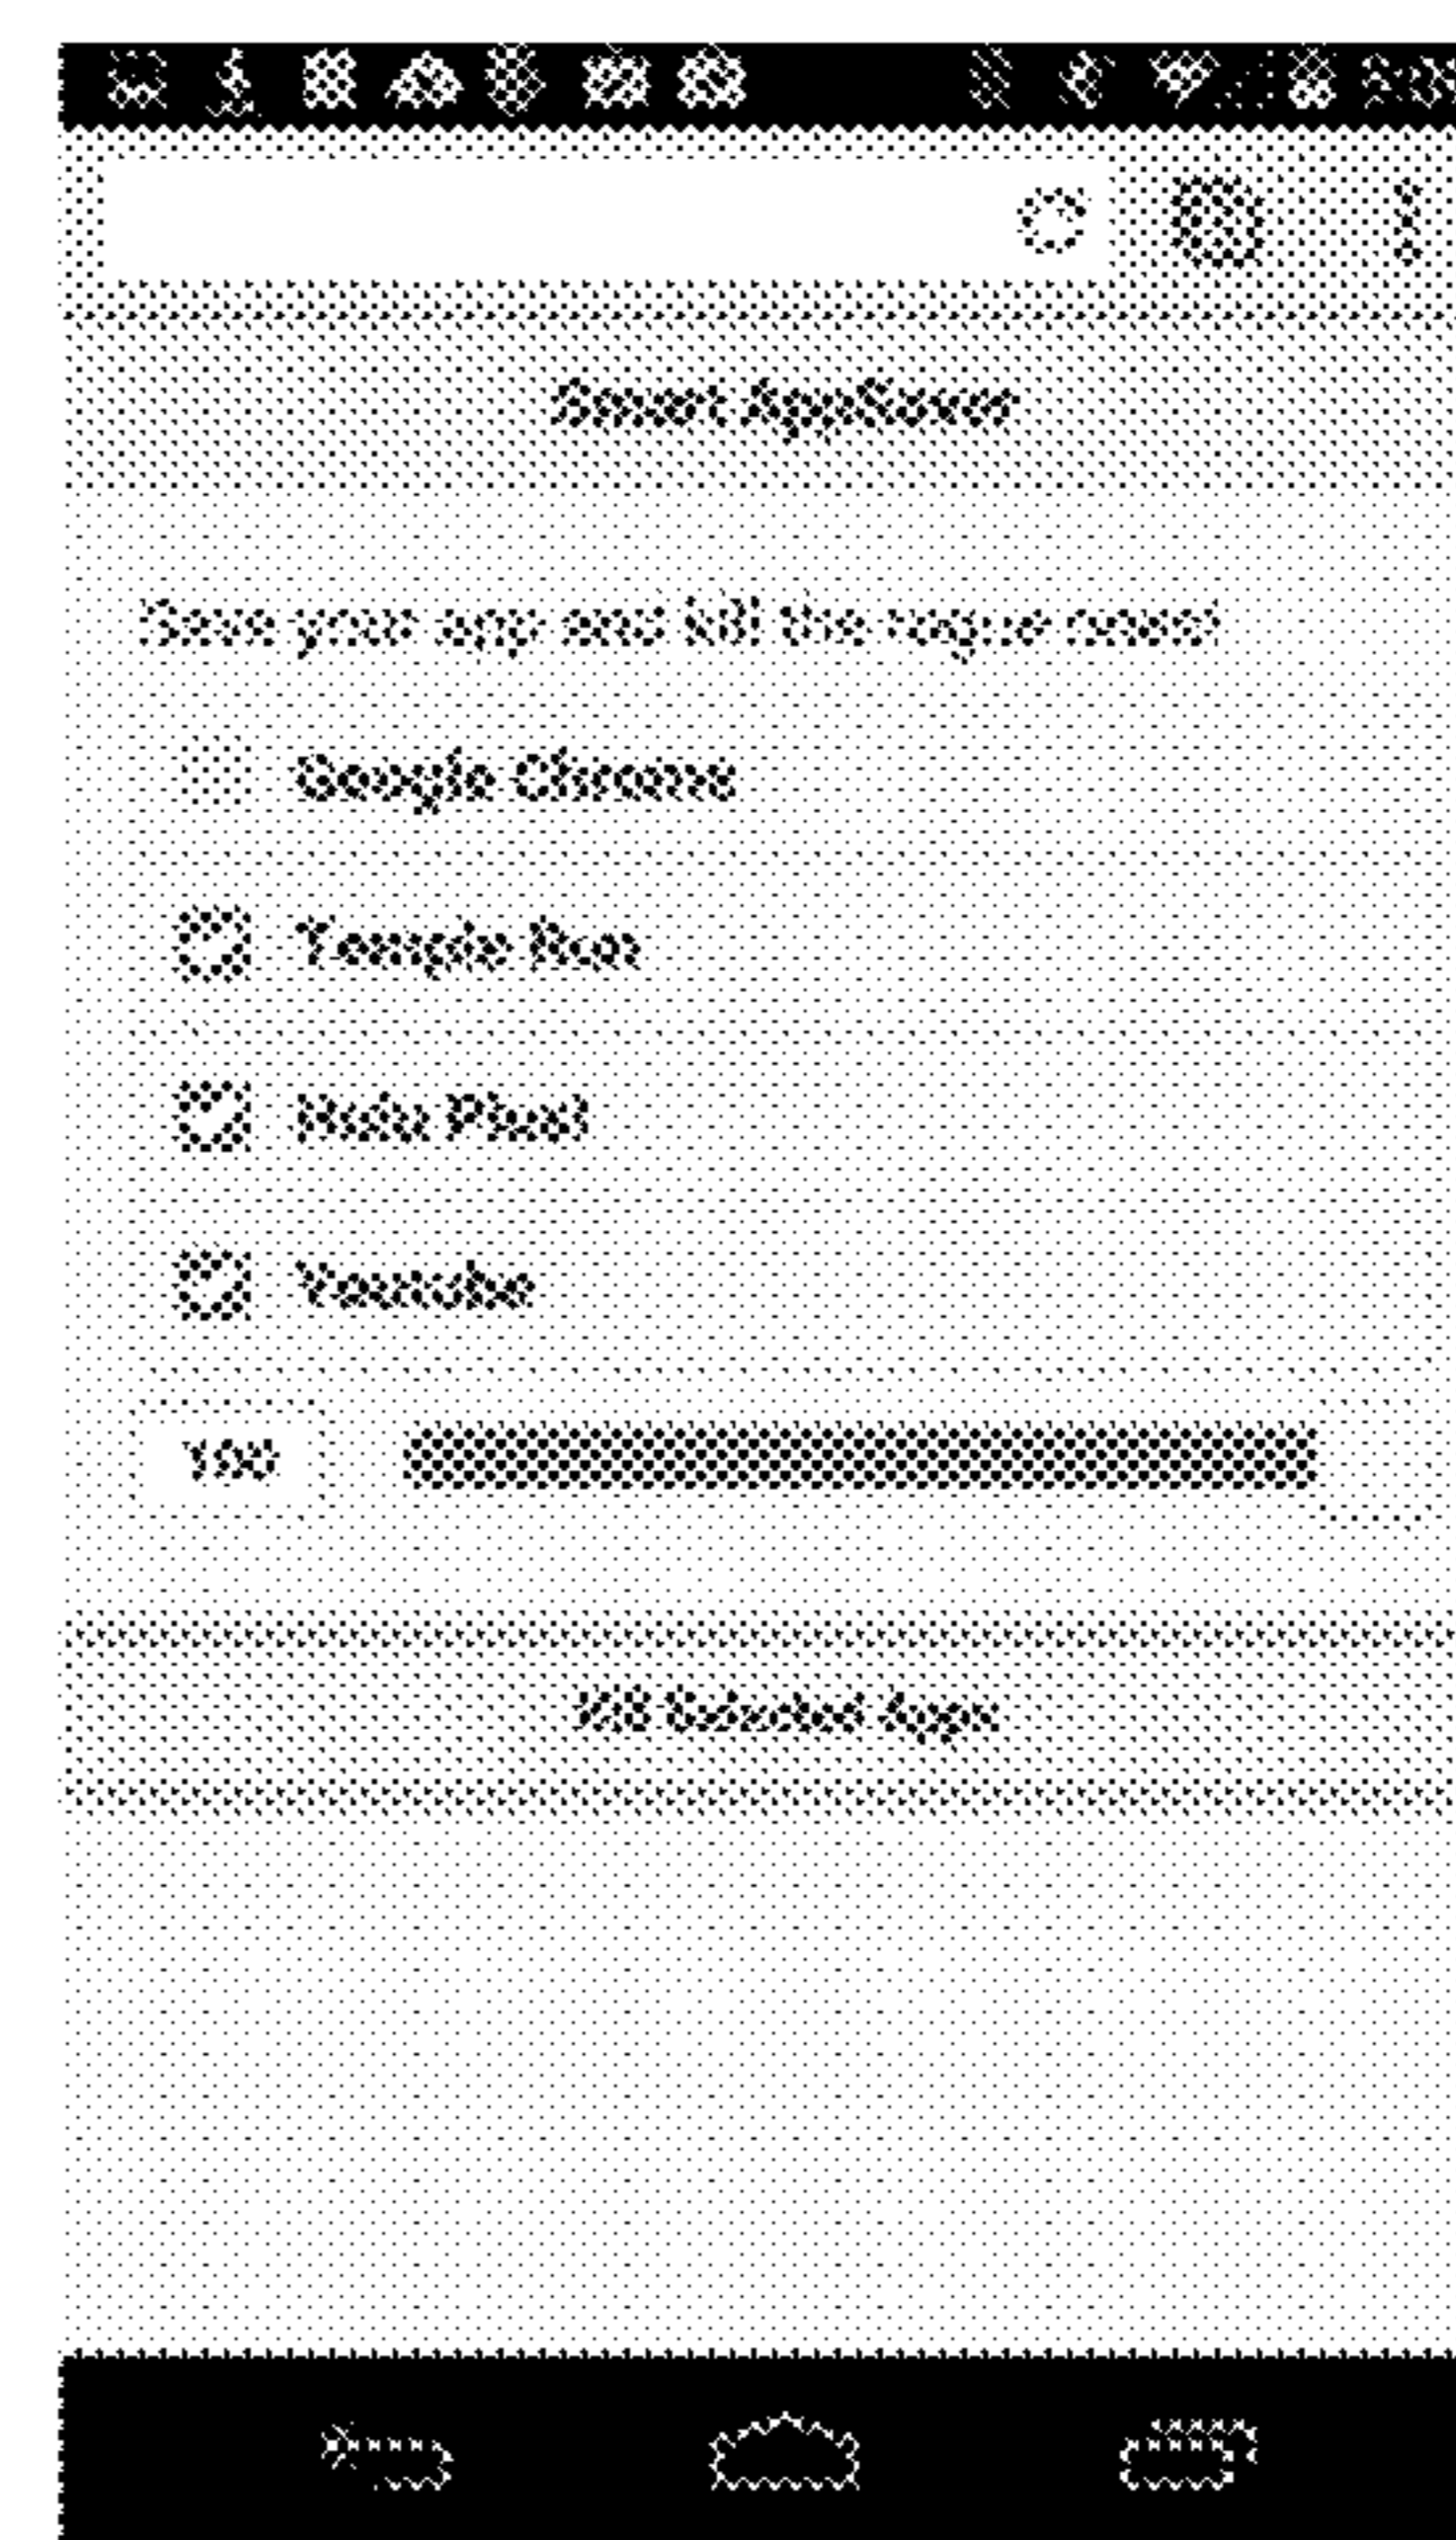 Smart AppSaver
Save your app and kill the rogue ones!
Google Chrome
Temple Run
Hulu Plus!
Youtube
100
Kill Selected Apps